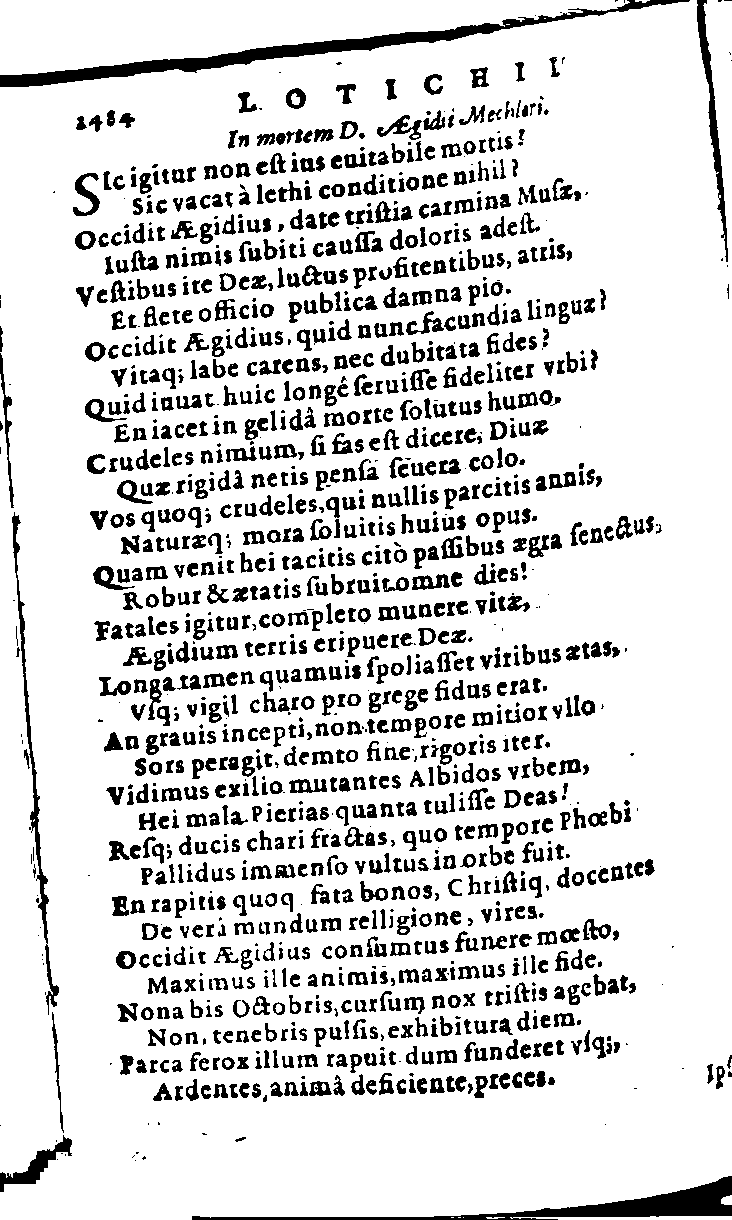 1484 LOTICHII
In mortem D. Ægidii Mechleri.
SIc igitur non eſt ius euitabile mortis?
Sic vacat à lethi conditione nihil?
Occidit Ægidius, date triſtia carmina Muſæ,
Iuſta nimis ſubiti cauſſa doloris adeſt.
Veſtibus ite Deæ, luctus profitentibus, atris,
Et flete officio publica damna pio.
Occidit Ægidius, quid nunc facundia linguæ?
Vitaq; labe carens, nec dubitata fides?
Quid iuuat huic longé ſeruiſſe fideliter vrbi?
En iacet in gelidâ morte ſolutus humo,
Crudeles nimium, ſi fas eſt dicere, Diuæ
Quæ rigidâ netis penſa ſeuera colo.
Vos quoq; crudeles, qui nullis parcitis annis,
Naturæq; mora ſoluitis huius opus.
Quam venit hei tacitis citò paſſibus ægra ſenectus,
Robur & ætatis ſubruit omne dies!
Fatales igitur, completo munere vitæ,
Ægidium terris eripuere Deæ.
Longa tamen quamuis ſpoliaſſet viribus ætas,
Vſq; vigil charo pro grege fidus erat.
An grauis incepti, non tempore mitior vllo
Sors peragit, demto fine, rigoris iter.
Vidimus exilio mutantes Albidos vrbem,
Hei mala Pierias quanta tuliſſe Deas!
Reſq; ducis chari fractas, quo tempore Phœbi
Pallidus immenſo vultus in orbe fuit.
En rapitis quoq fata bonos, Chriſtiq, docentes
De verâ mundum relligione, vires.
Occidit Ægidius conſumtus funere mœſto,
Maximus ille animis, maximus ille fide.
Nona bis Octobris, curſum nox triſtis agebat,
Non, tenebris pulſis, exhibitura diem.
Parca ferox illum rapuit dum funderet vſq;,
Ardentes, animâ deficiente, preces.
Ipſ